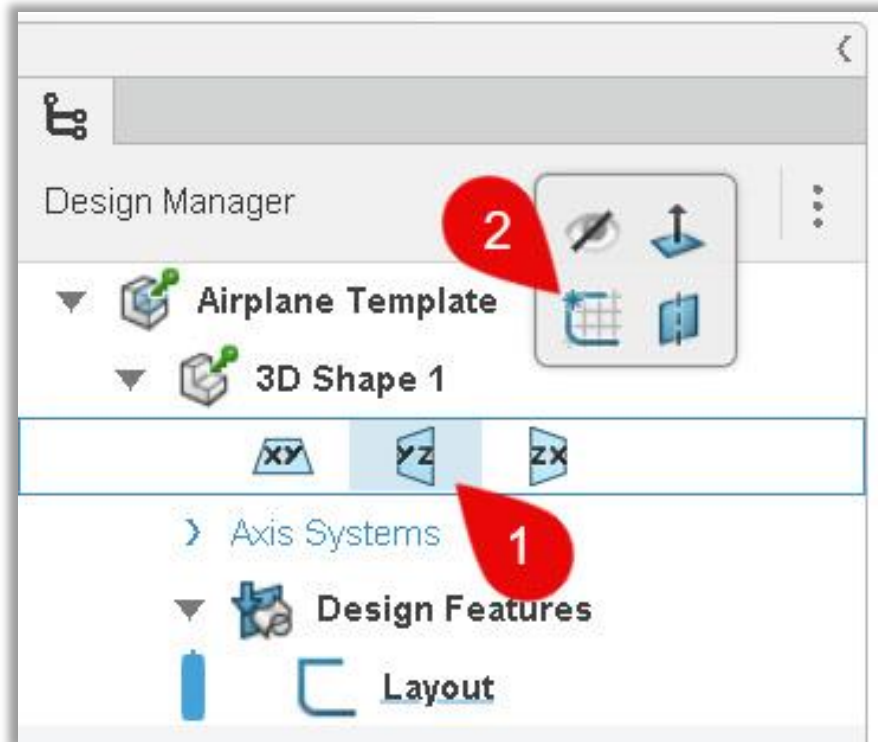 Design Manager
2
Airplane Template
3D Shape 1
XY YZ ZX
Axis Systems
1
Design Features
Layout